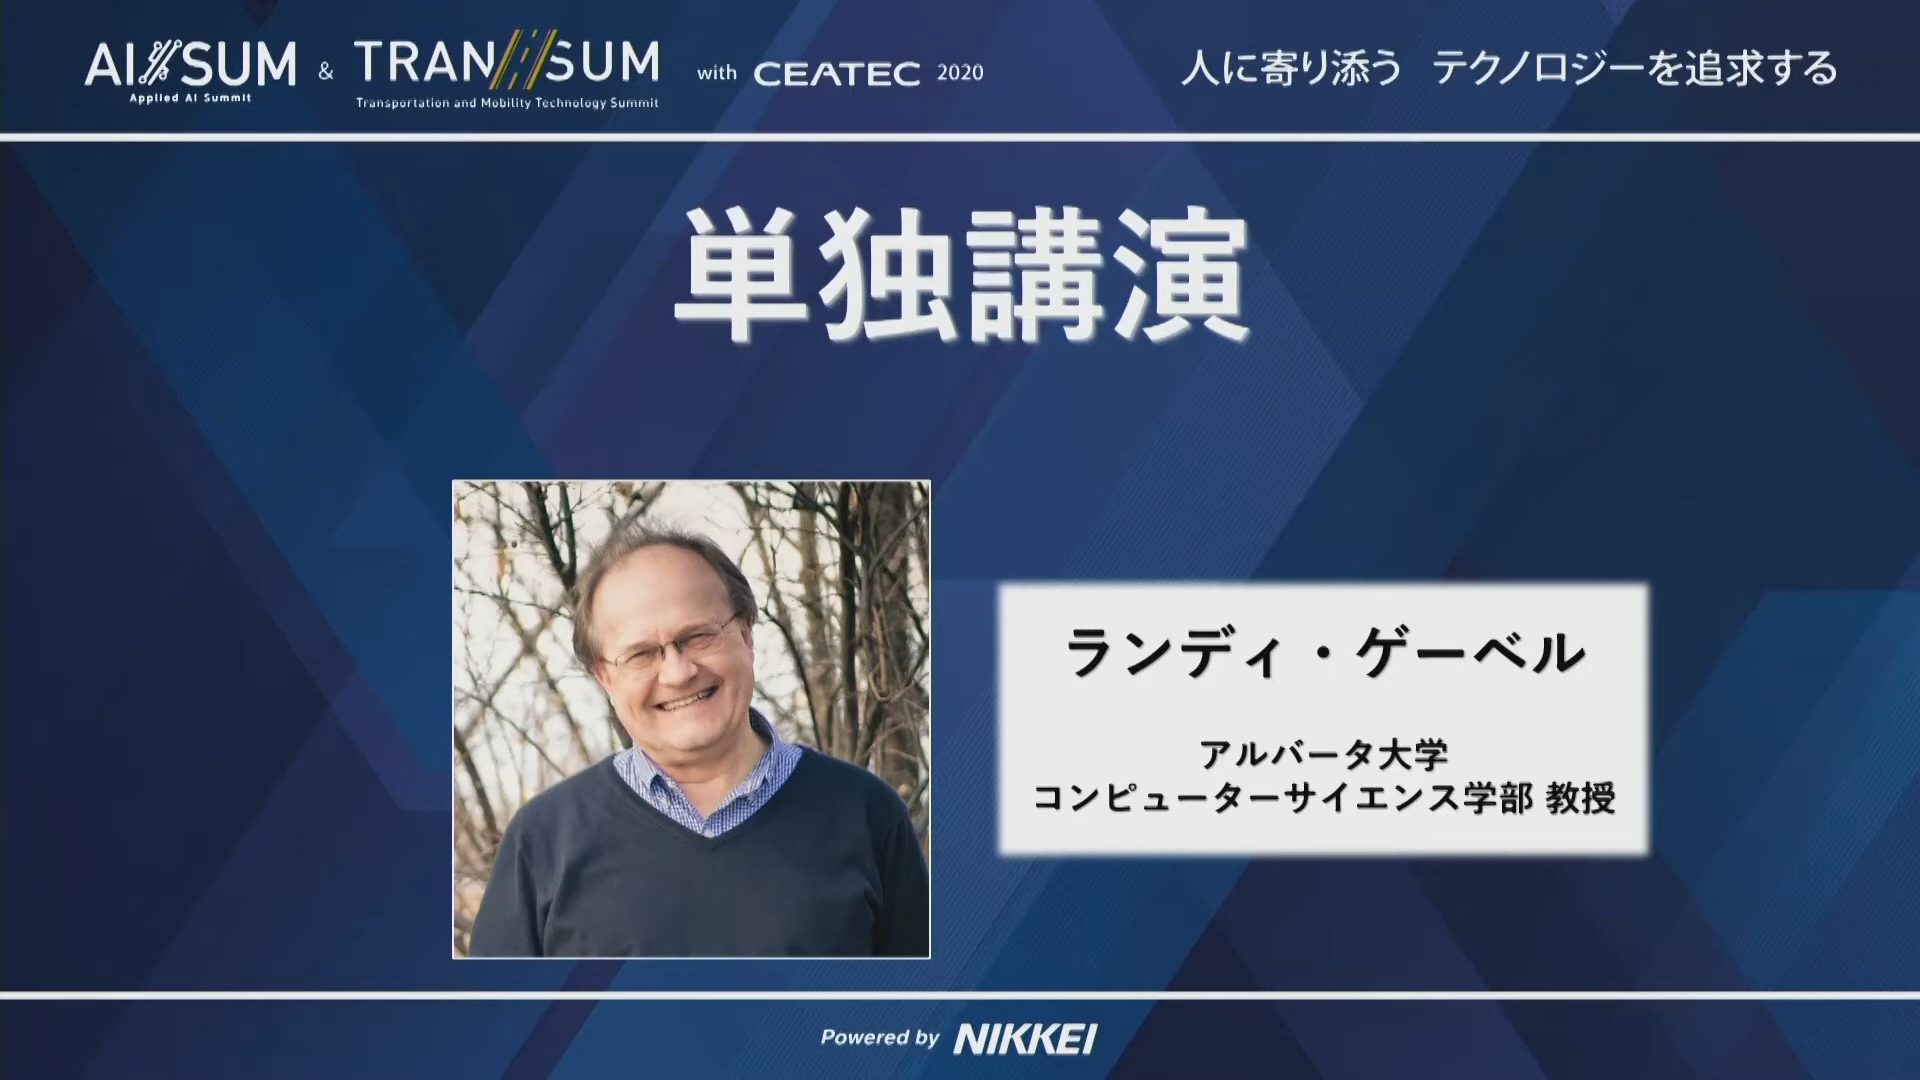 AI/SUM & TRAN/SUM with CEATEC 2020
Applied AI Summit
Transportation and Mobility Technology Summit
人に寄り添う テクノロジーを追求する
単独講演
ランディ・ゲーベル
アルバータ大学
コンピューターサイエンス学部 教授
Powered by NIKKEI